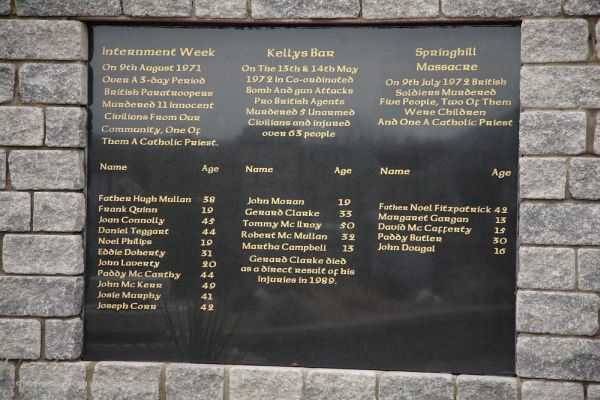 Internment Week
On 9th August 1971
Over A 3-day Period
British Paratroopers
Murdered 11 Innocent
Civilians From Our
Community, One Of
Them A Catholic Priest.
Name Age
Father Hugh Mullan 38
Frank Quinn 19
Joan Connolly 45
Daniel Teggart 44
Noel Philips 19
Eddie Doherty 31
John Laverty 20
Paddy Mc Carthy 44
John Mc Kerr 49
Josie Murphy 41
Joseph Corr 42
Kellys Bar
On The 13th & 14th May
1972 In Co-ordinated
Bomb And gun Attacks
Pro British Agents
Murdered 5 Unarmed
Civilians and injured
over 63 people
Name Age
John Moran 19
Gerard Clarke 33
Tommy Mc Ilroy 50
Robert Mc Mullan 32
Martha Campbell 13
Gerard Clarke died
as a direct result of his
injuries in 1989.
Springhill
Massacre
On 9th July 1972 British
Soldiers Murdered
Five People, Two Of Them
Were Children
And One A Catholic Priest
Name Age
Father Noel Fitzpatrick 42
Margaret Gargan 13
David Mc Cafferty 15
Paddy Butler 30
John Dougal 16